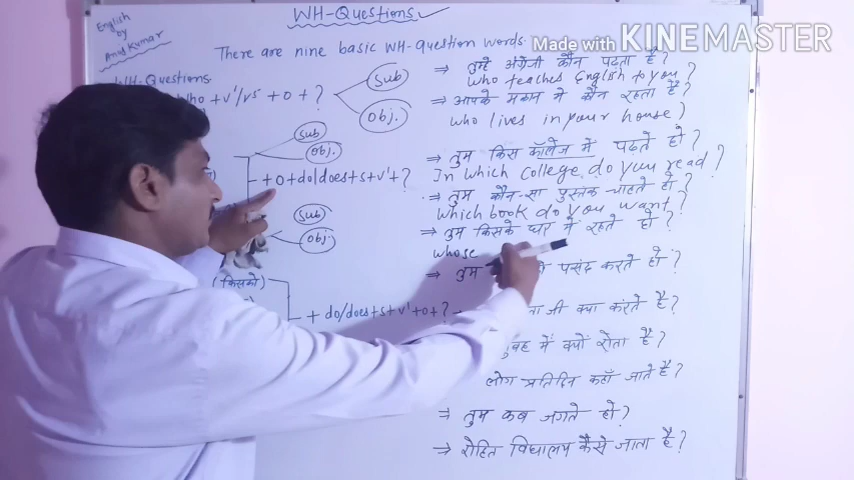 English
by
Anuj Kumar
WH-Questions
There are nine basic WH-question words.
Made with KINEMASTER
WH-Questions
Who + v¹/v⁵ + o + ?
Sub
Obj.
Sub
Obj.
+ o + do/does + s + v¹ + ?
Sub
Obj.
(किसको)
+ do/does + s + v¹ + o + ?
⇒ तुम्हे अंग्रेजी कौन पढ़ता है?
Who teaches English to you?
⇒ आपके मकान मे कौन रहता है?
Who lives in your house)
⇒ तुम किस कॉलेज में पढ़ते हो?
In which College do you read?
⇒ तुम कौन-सा पुस्तक चाहते हो?
Which book do you want?
⇒ तुम किसके घर में रहते हो?
whose
⇒ तुम पसंद करते हो?
जी क्या करते है?
में क्यों रोता है?
लोग प्रतिदिन कहाँ जाते है?
⇒ तुम कब जगते हो?
⇒ रोहित विद्यालय कैसे जाता है?